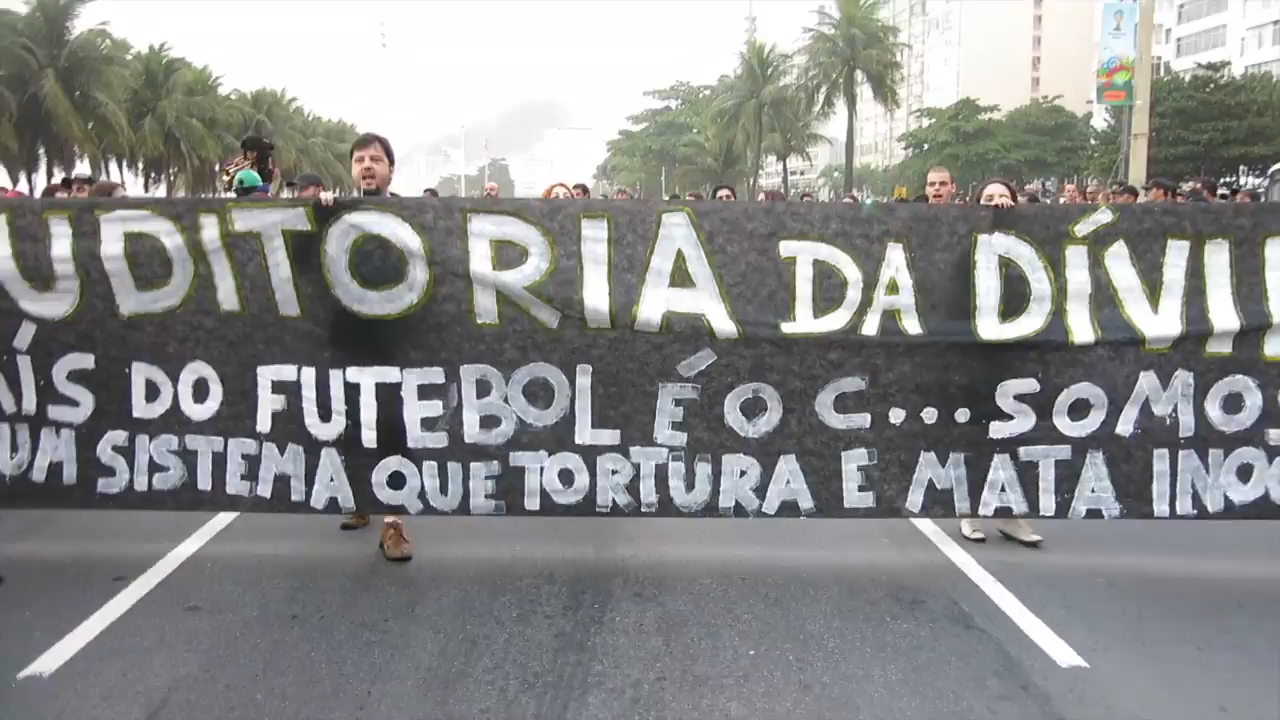 UDITORIA DA DÍVI
AÍS DO FUTEBOL É O C...SOMOS
UM SISTEMA QUE TORTURA E MATA INOC